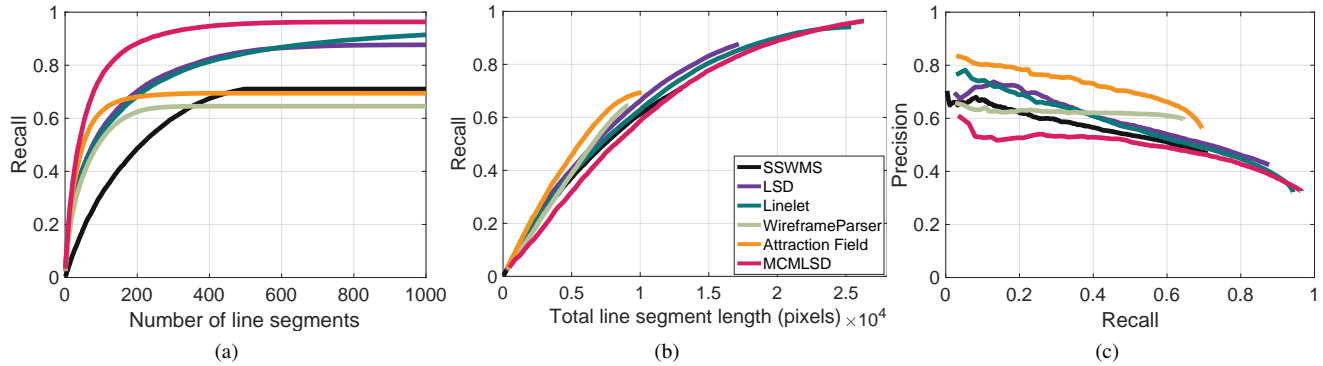 Recall
1
0.8
0.6
0.4
0.2
0
0 200 400 600 800 1000
Number of line segments
(a)
Recall
1
0.8
0.6
0.4
0.2
0
0 0.5 1 1.5 2 2.5
Total line segment length (pixels) ×10⁴
SSWMS
LSD
Linelet
WireframeParser
Attraction Field
MCMLSD
(b)
Precision
1
0.8
0.6
0.4
0.2
0
0 0.2 0.4 0.6 0.8 1
Recall
(c)